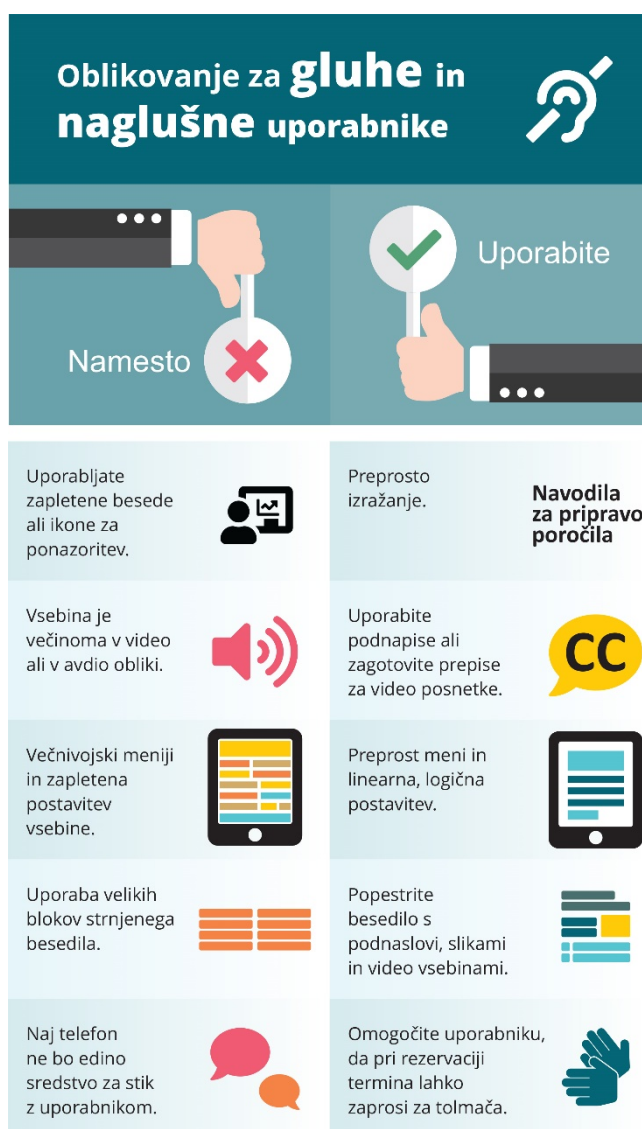 Oblikovanje za gluhe in
naglušne uporabnike
Namesto
Uporabite
Uporabljate
zapletene besede
ali ikone za
ponazoritev.
Preprosto
izražanje.
Navodila
za pripravo
poročila
Vsebina je
večinoma v video
ali v avdio obliki.
Uporabite
podnapise ali
zagotovite prepise
za video posnetke.
CC
Večnivojski meniji
in zapletena
postavitev
vsebine.
Preprost meni in
linearna, logična
postavitev.
Uporaba velikih
blokov strnjenega
besedila.
Popestrite
besedilo s
podnaslovi, slikami
in video vsebinami.
Naj telefon
ne bo edino
sredstvo za stik
z uporabnikom.
Omogočite uporabniku,
da pri rezervaciji
termina lahko
zaprosi za tolmača.